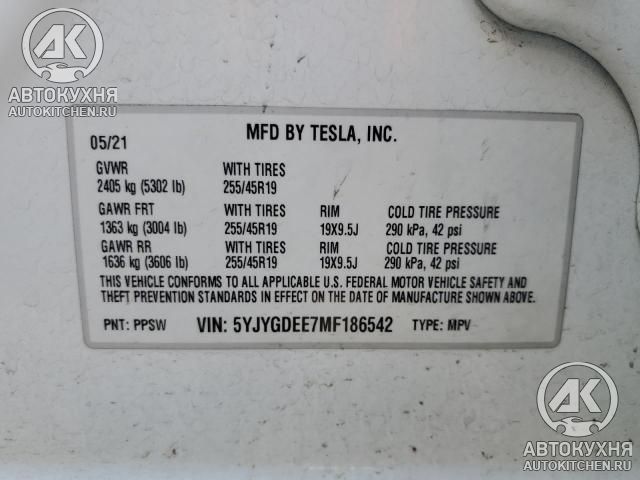 AK
АВТОКУХНЯ
AUTOKITCHEN.RU
05/21
MFD BY TESLA, INC.
GVWR WITH TIRES
2405 kg (5302 lb) 255/45R19
GAWR FRT WITH TIRES RIM COLD TIRE PRESSURE
1363 kg (3004 lb) 255/45R19 19X9.5J 290 kPa, 42 psi
GAWR RR WITH TIRES RIM COLD TIRE PRESSURE
1636 kg (3606 lb) 255/45R19 19X9.5J 290 kPa, 42 psi
THIS VEHICLE CONFORMS TO ALL APPLICABLE U.S. FEDERAL MOTOR VEHICLE SAFETY AND
THEFT PREVENTION STANDARDS IN EFFECT ON THE DATE OF MANUFACTURE SHOWN ABOVE.
PNT: PPSW VIN: 5YJYGDEE7MF186542 TYPE: MPV
AK
АВТОКУХНЯ
AUTOKITCHEN.RU